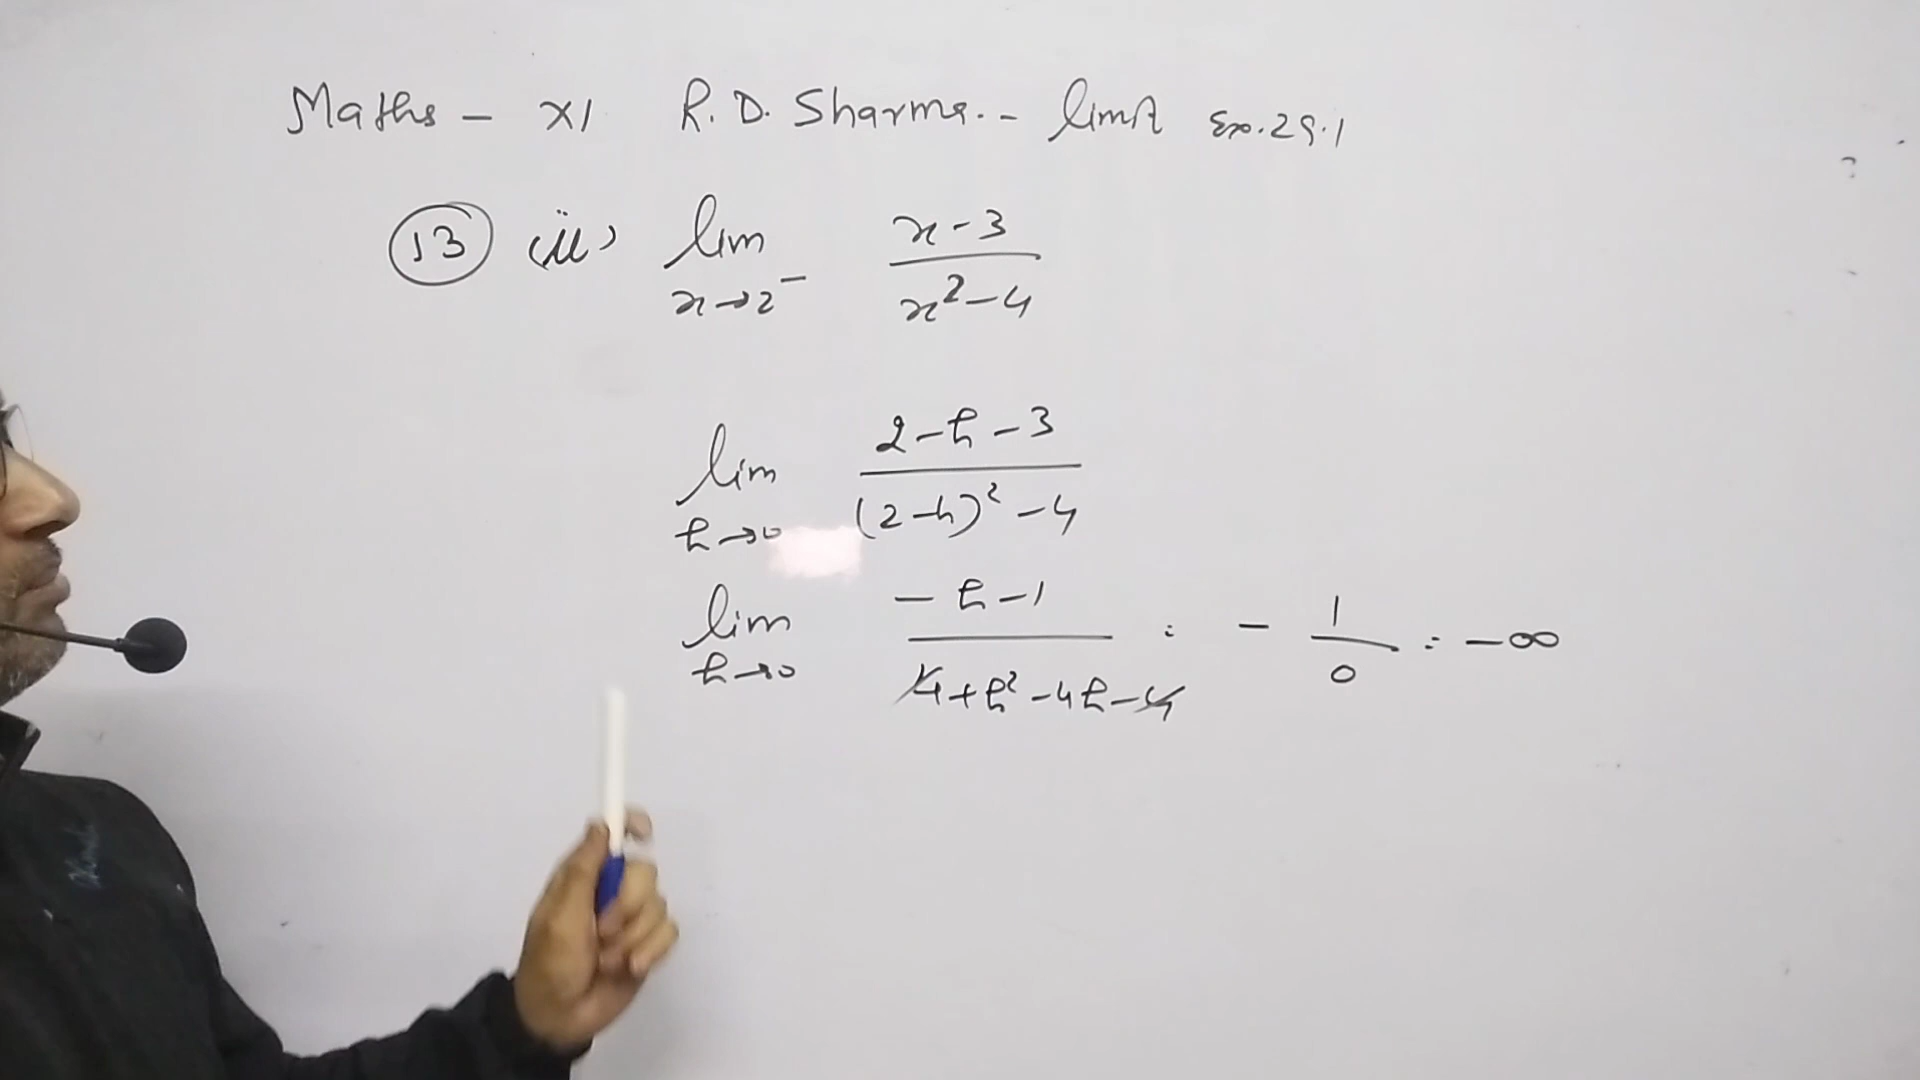 Maths - XI R.D. Sharma.- limit Ex.29.1
13 (ii) lim x→2⁻ x-3 / x²-4
lim h→0 2-h-3 / (2-h)²-4
lim h→0 -h-1 / 4+h²-4h-4 = - 1/0 = -∞